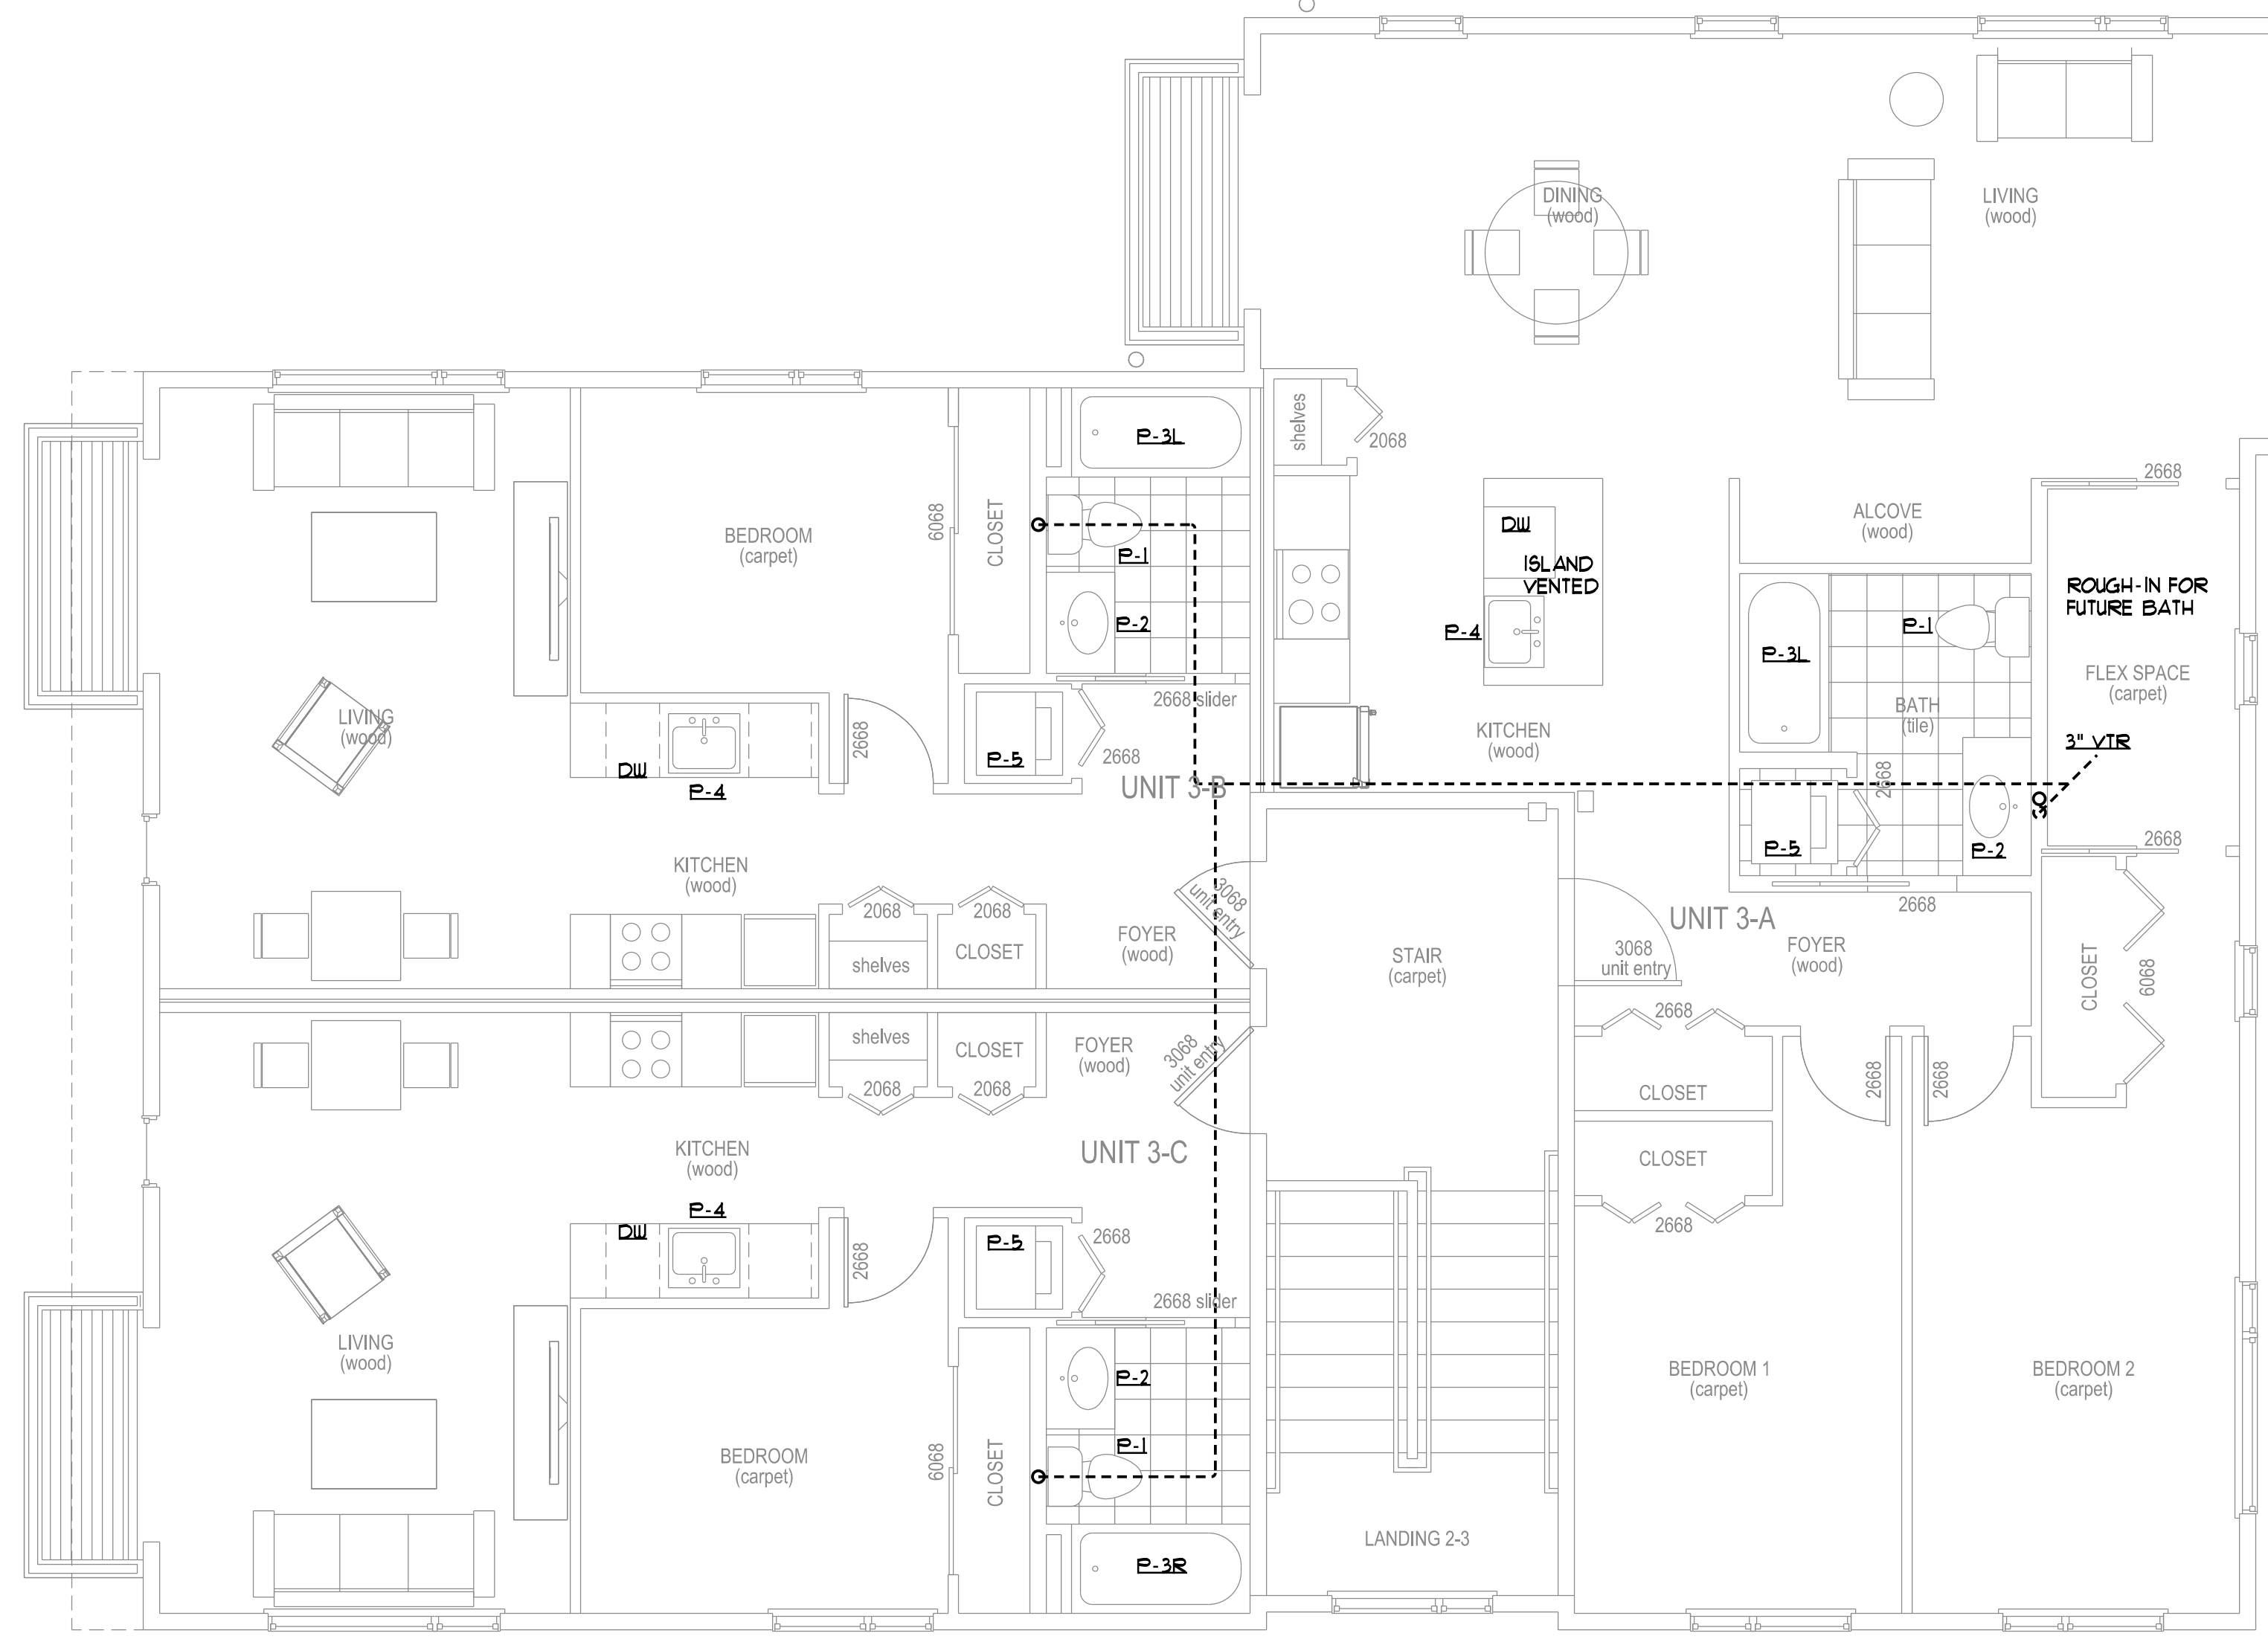 DINING
(wood)
LIVING
(wood)
shelves
2068
P-3L
BEDROOM
(carpet)
6068
CLOSET
P-1
P-2
2668 slider
LIVING
(wood)
DW
P-4
2668
P-5
2668
UNIT 3-B
KITCHEN
(wood)
2068
2068
shelves
CLOSET
FOYER
(wood)
3068
unit entry
DW
ISLAND
VENTED
P-4
KITCHEN
(wood)
ALCOVE
(wood)
2668
P-3L
P-1
BATH
(tile)
2668
P-5
P-2
2668
ROUGH-IN FOR
FUTURE BATH
FLEX SPACE
(carpet)
3" VTR
2668
UNIT 3-A
FOYER
(wood)
STAIR
(carpet)
3068
unit entry
2668
CLOSET
6068
CLOSET
2668
2668
CLOSET
2668
shelves
CLOSET
2068
2068
FOYER
(wood)
3068
unit entry
KITCHEN
(wood)
UNIT 3-C
P-4
DW
2668
P-5
2668
2668 slider
LIVING
(wood)
P-2
P-1
BEDROOM
(carpet)
6068
CLOSET
P-3R
LANDING 2-3
BEDROOM 1
(carpet)
BEDROOM 2
(carpet)